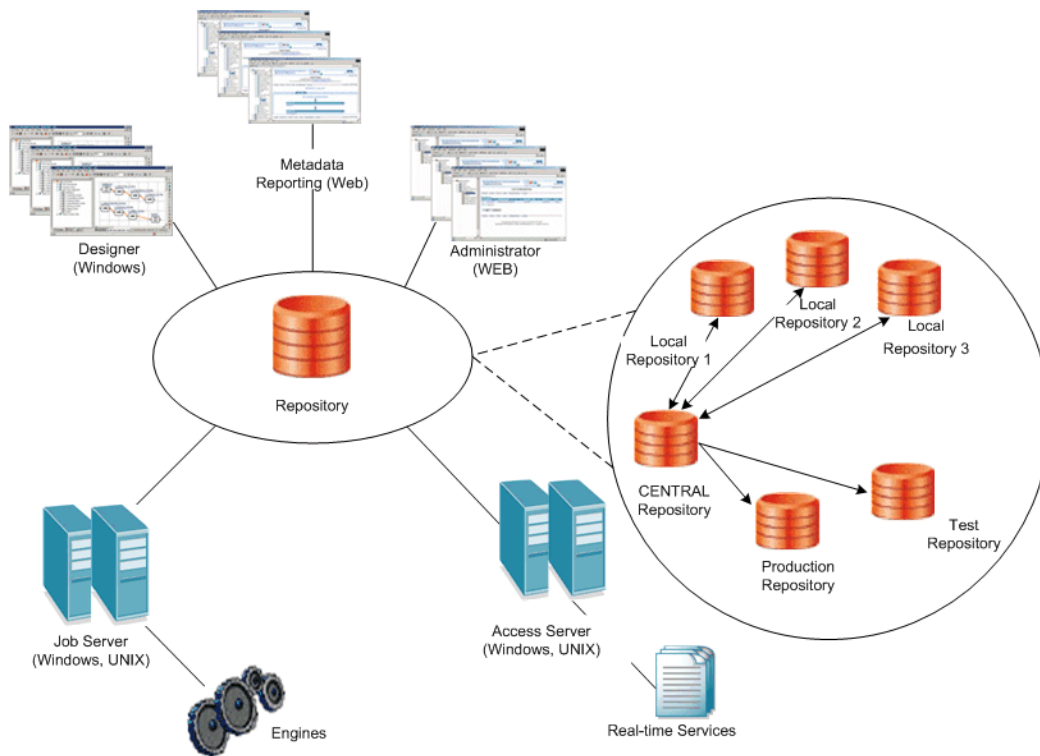 Metadata
Reporting (Web)
Designer
(Windows)
Administrator
(WEB)
Repository
Local
Repository 1
Local
Repository 2
Local
Repository 3
CENTRAL
Repository
Production
Repository
Test
Repository
Job Server
(Windows, UNIX)
Engines
Access Server
(Windows, UNIX)
Real-time Services